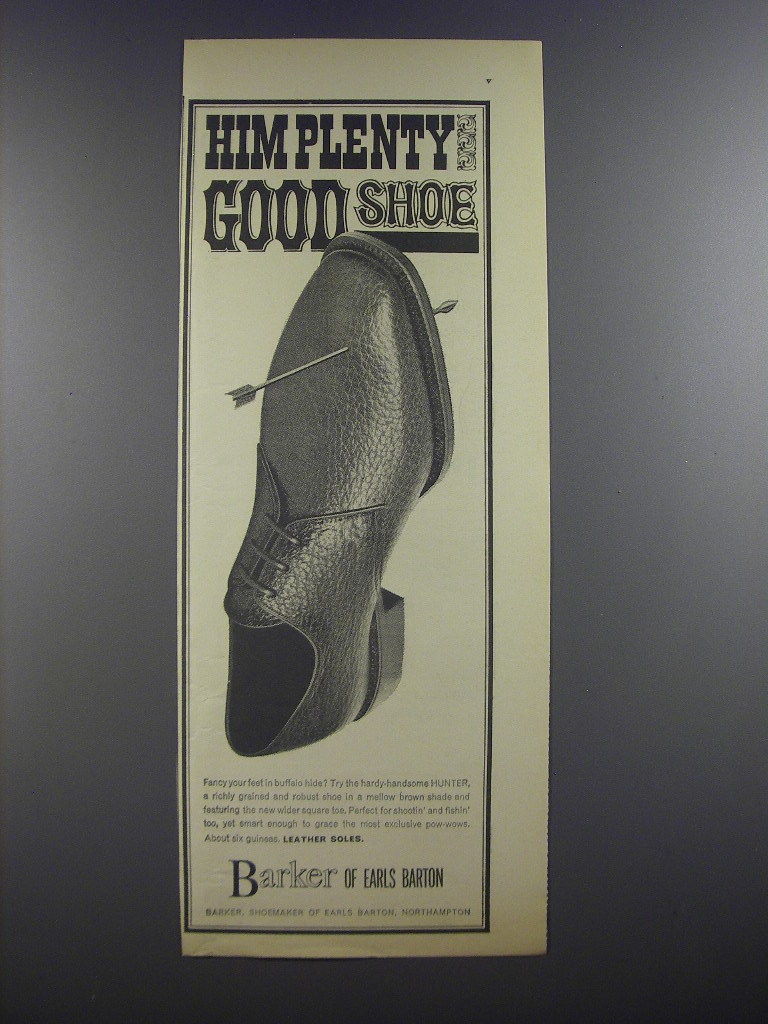 HIM PLENTY
GOOD SHOE
Fancy your feet in buffalo hide? Try the hardy-handsome HUNTER,
a richly grained and robust shoe in a mellow brown shade and
featuring the new wider square toe. Perfect for shootin' and fishin'
too, yet smart enough to grace the most exclusive pow-wows.
About six guineas. LEATHER SOLES.
Barker OF EARLS BARTON
BARKER, SHOEMAKER OF EARLS BARTON, NORTHAMPTON